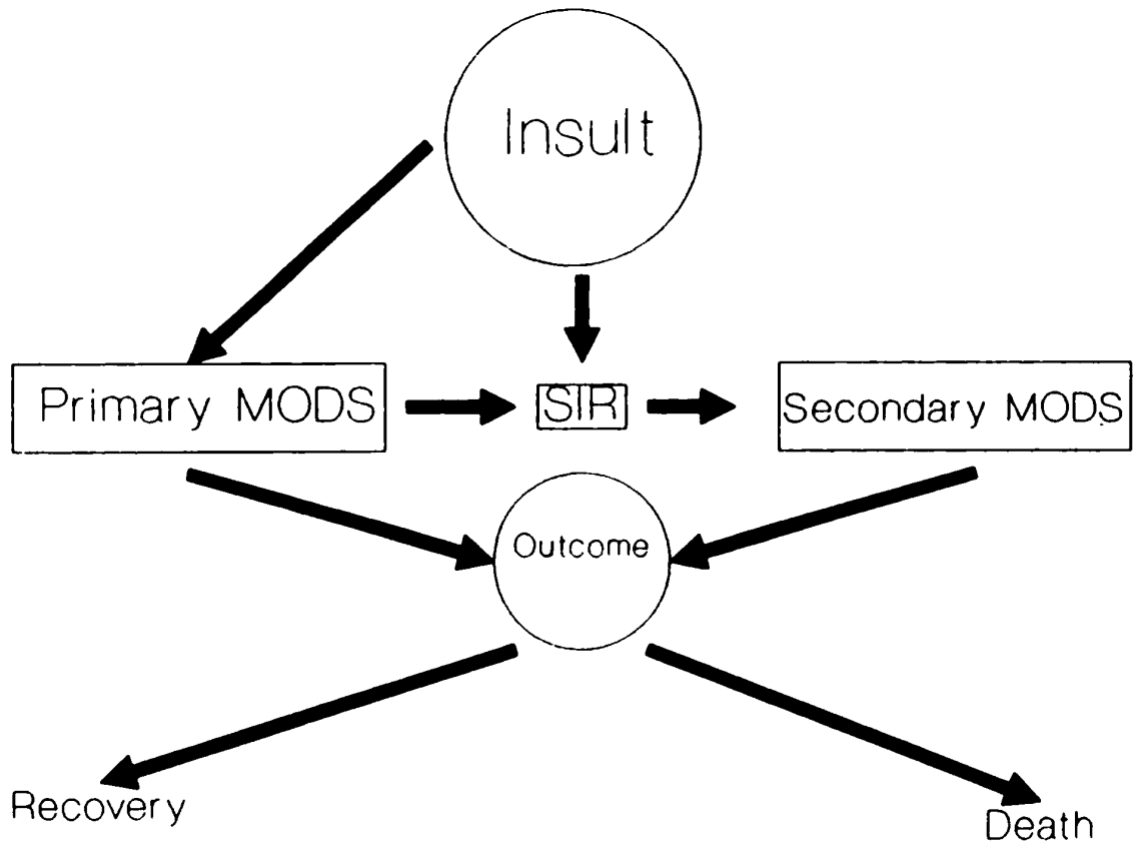 Insult
Primary MODS
SIR
Secondary MODS
Outcome
Recovery
Death